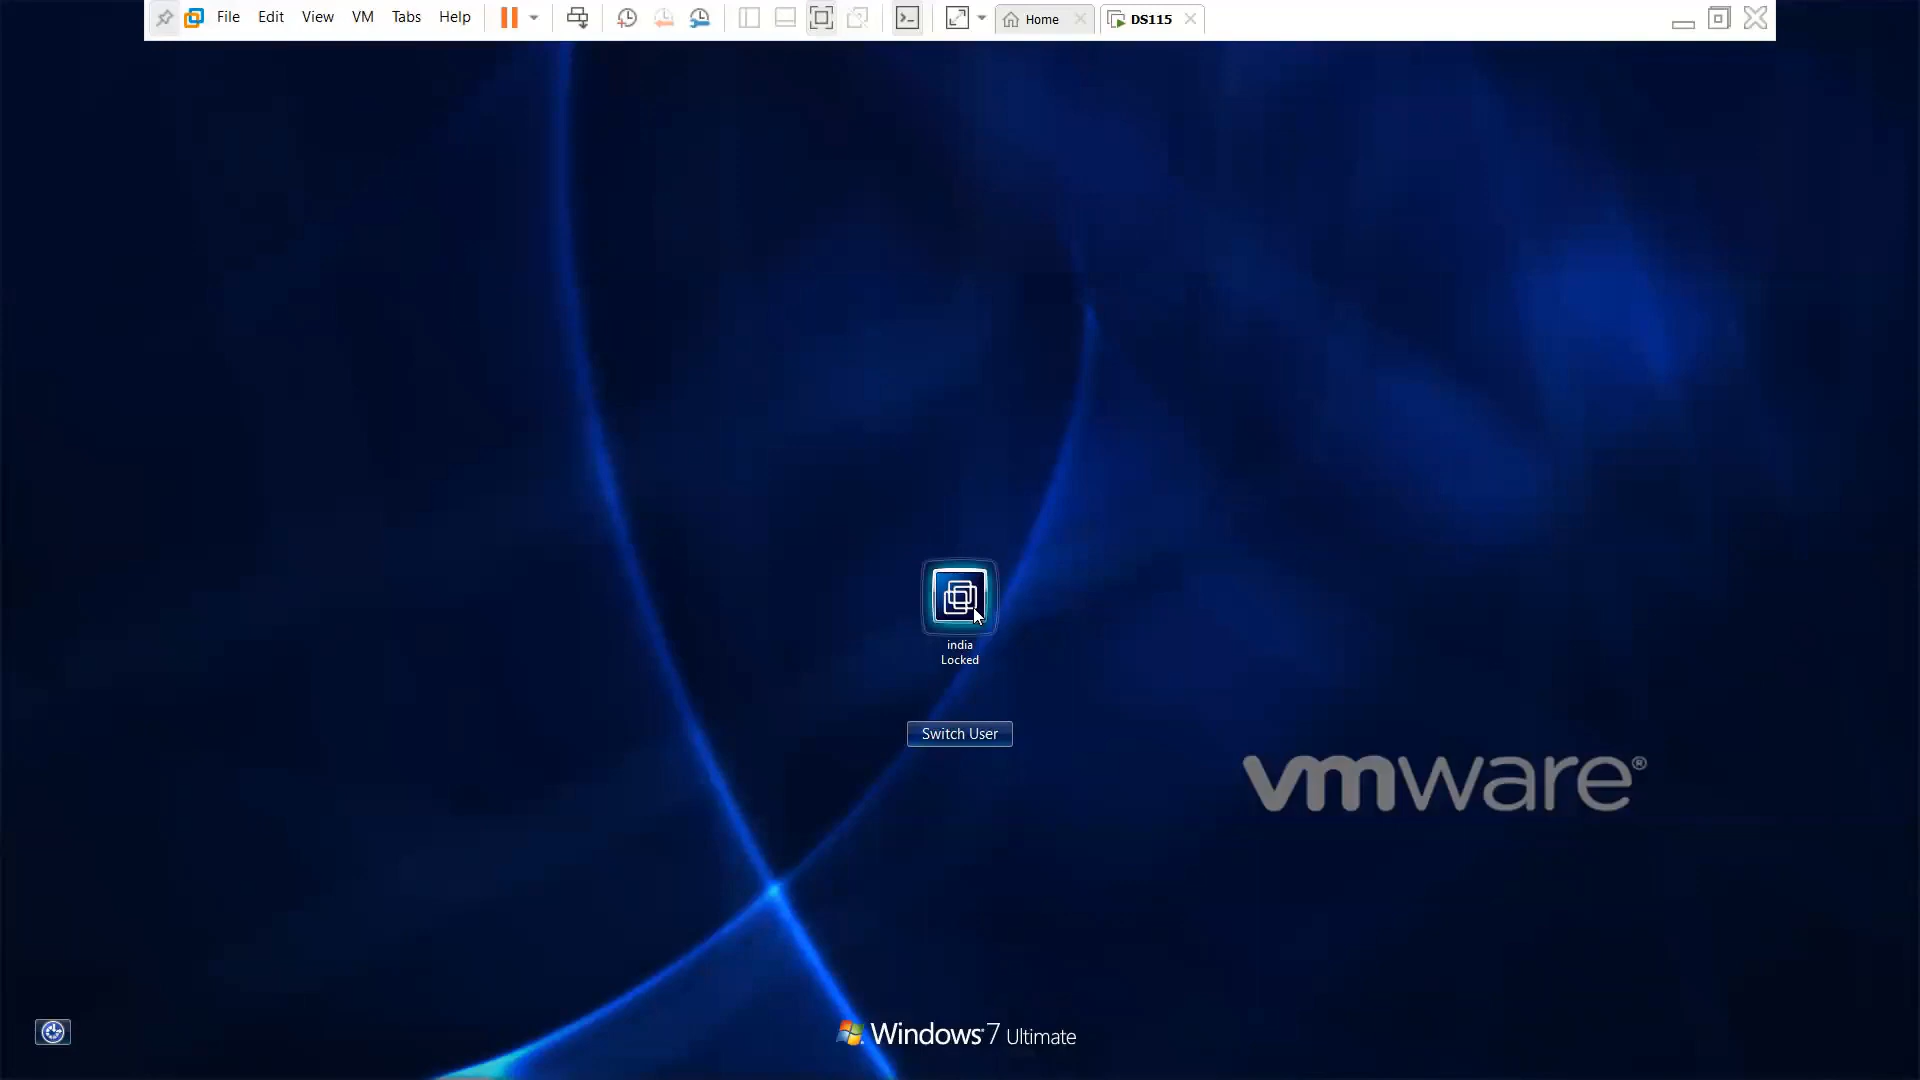 File Edit View VM Tabs Help Home DS115
india
Locked
Switch User
vmware®
Windows 7 Ultimate